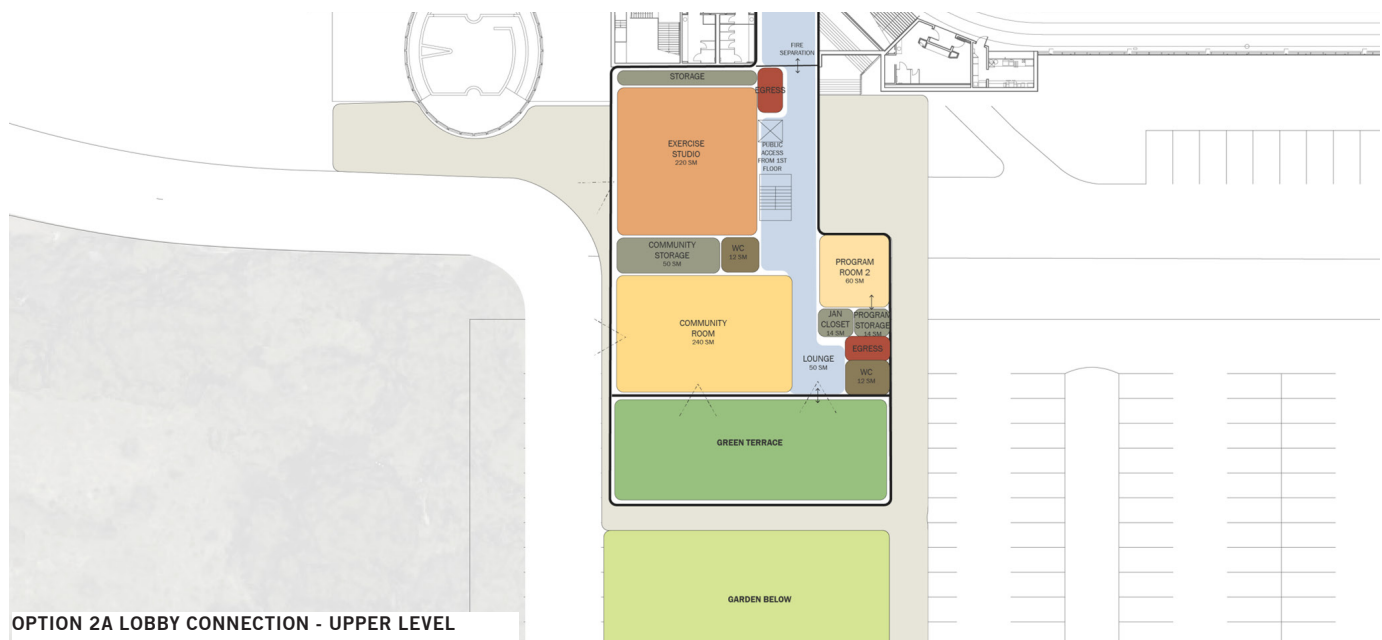 FIRE
SEPARATION
STORAGE
EGRESS
EXERCISE
STUDIO
220 SM
PUBLIC
ACCESS
FROM 1ST
FLOOR
COMMUNITY
STORAGE
50 SM
WC
13 SM
PROGRAM
ROOM 2
60 SM
COMMUNITY
ROOM
240 SM
JAN
CLOSET
14 SM
PROGRAM
STORAGE
14 SM
EGRESS
LOUNGE
50 SM
WC
12 SM
GREEN TERRACE
GARDEN BELOW
OPTION 2A LOBBY CONNECTION - UPPER LEVEL